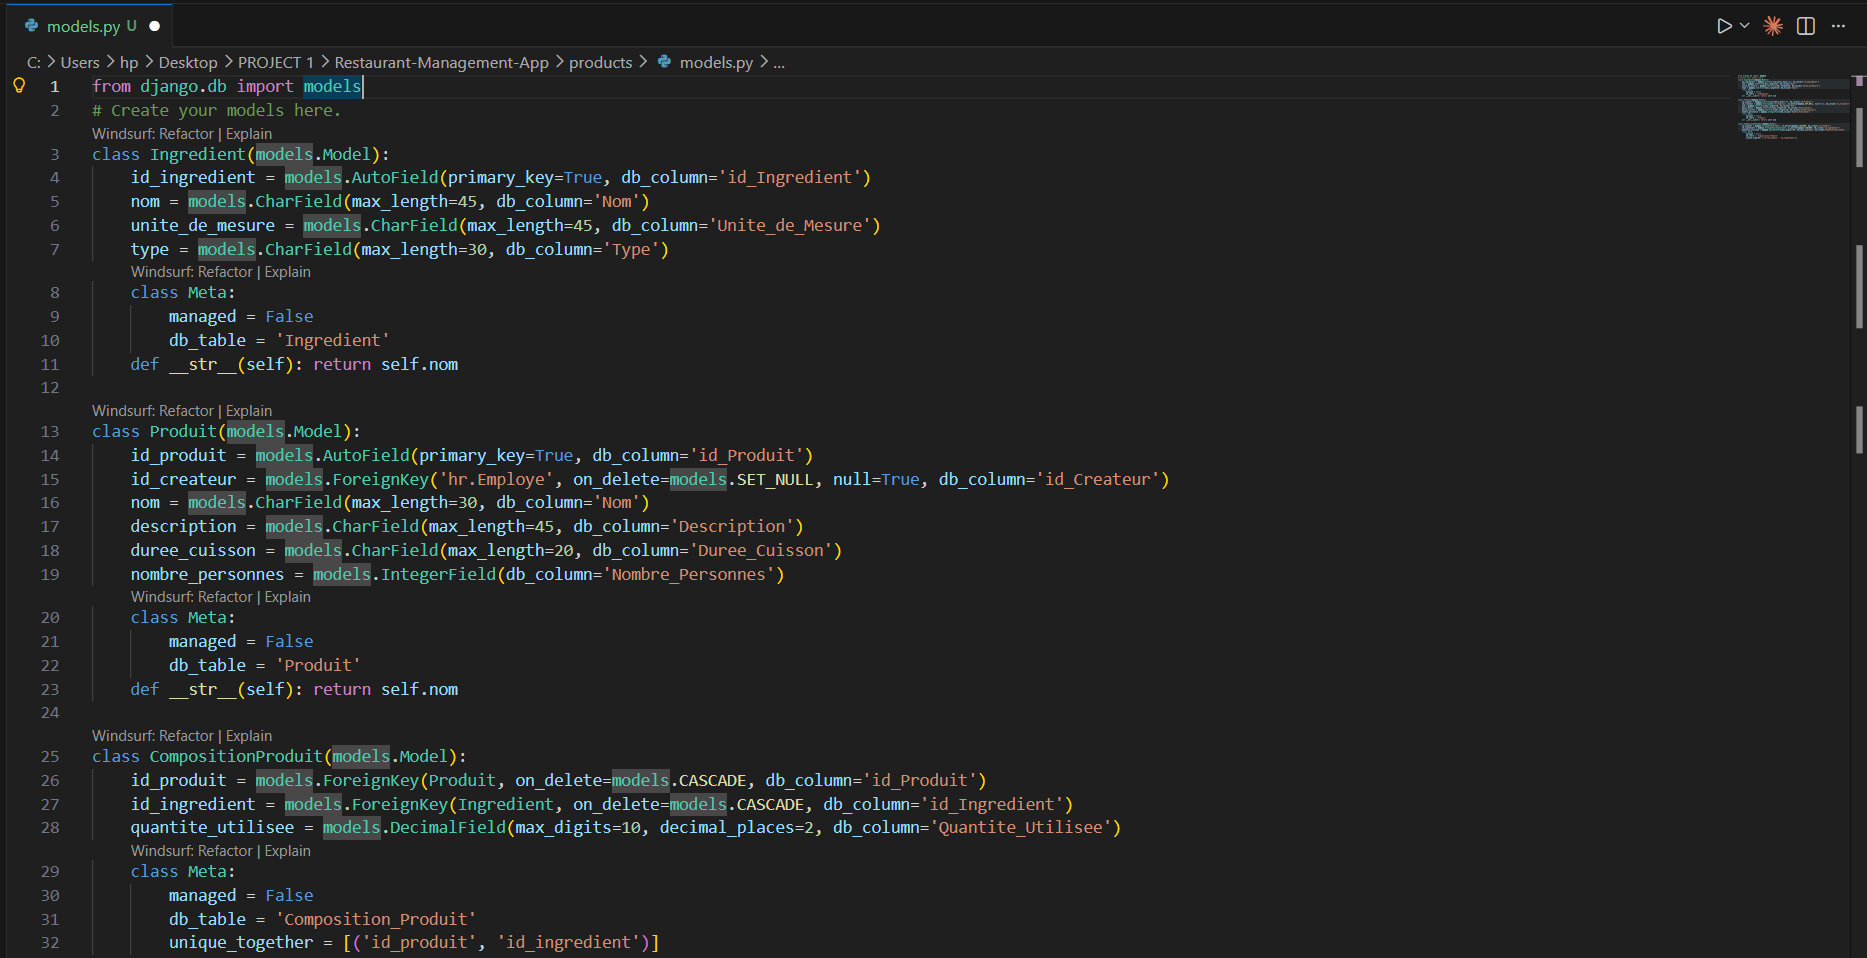 models.py U
C: > Users > hp > Desktop > PROJECT 1 > Restaurant-Management-App > products > models.py > ...
1 from django.db import models
2 # Create your models here.
Windsurf: Refactor | Explain
3 class Ingredient(models.Model):
4     id_ingredient = models.AutoField(primary_key=True, db_column='id_Ingredient')
5     nom = models.CharField(max_length=45, db_column='Nom')
6     unite_de_mesure = models.CharField(max_length=45, db_column='Unite_de_Mesure')
7     type = models.CharField(max_length=30, db_column='Type')
Windsurf: Refactor | Explain
8     class Meta:
9         managed = False
10         db_table = 'Ingredient'
11     def __str__(self): return self.nom
12
Windsurf: Refactor | Explain
13 class Produit(models.Model):
14     id_produit = models.AutoField(primary_key=True, db_column='id_Produit')
15     id_createur = models.ForeignKey('hr.Employe', on_delete=models.SET_NULL, null=True, db_column='id_Createur')
16     nom = models.CharField(max_length=30, db_column='Nom')
17     description = models.CharField(max_length=45, db_column='Description')
18     duree_cuisson = models.CharField(max_length=20, db_column='Duree_Cuisson')
19     nombre_personnes = models.IntegerField(db_column='Nombre_Personnes')
Windsurf: Refactor | Explain
20     class Meta:
21         managed = False
22         db_table = 'Produit'
23     def __str__(self): return self.nom
24
Windsurf: Refactor | Explain
25 class CompositionProduit(models.Model):
26     id_produit = models.ForeignKey(Produit, on_delete=models.CASCADE, db_column='id_Produit')
27     id_ingredient = models.ForeignKey(Ingredient, on_delete=models.CASCADE, db_column='id_Ingredient')
28     quantite_utilisee = models.DecimalField(max_digits=10, decimal_places=2, db_column='Quantite_Utilisee')
Windsurf: Refactor | Explain
29     class Meta:
30         managed = False
31         db_table = 'Composition_Produit'
32         unique_together = [('id_produit', 'id_ingredient')]